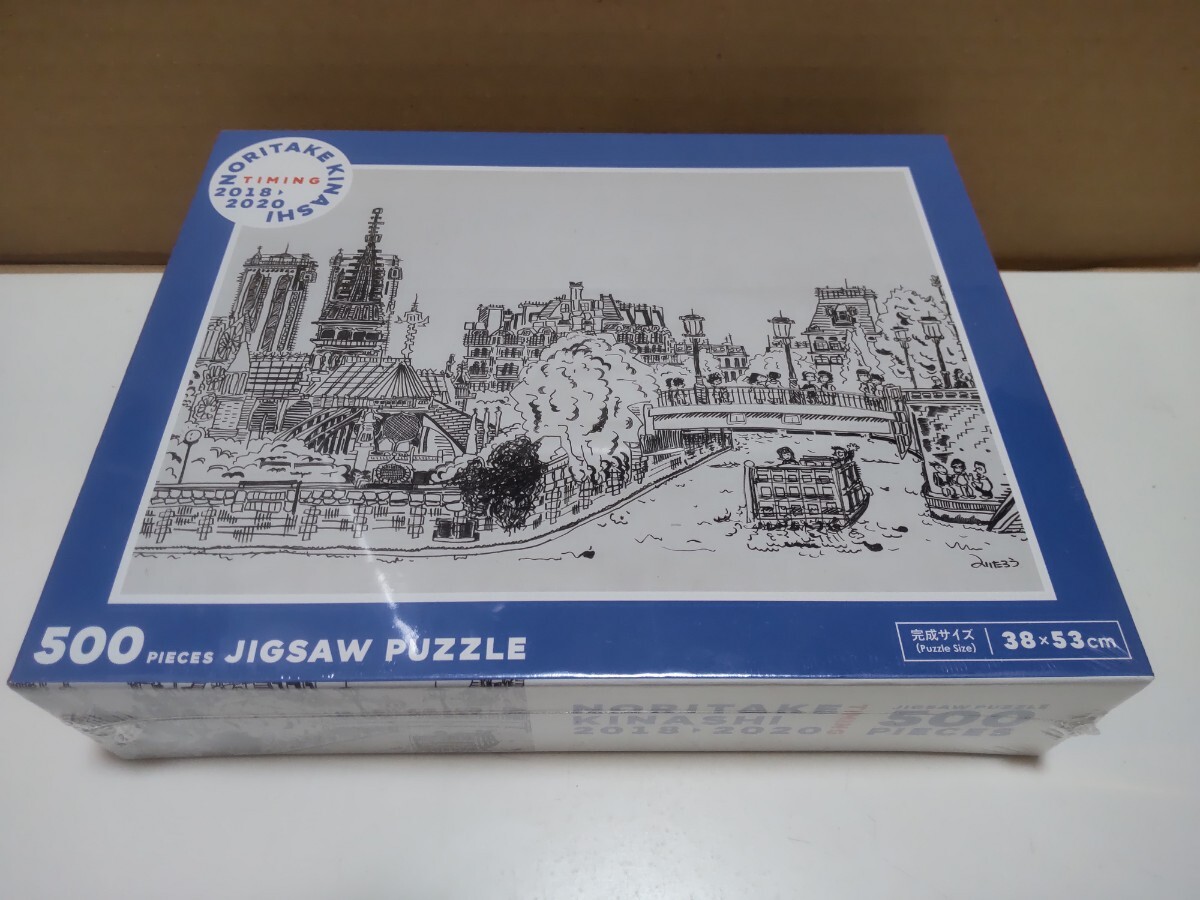 NORITAKE KINASHI
TIMING
2018▸
2020
500 PIECES JIGSAW PUZZLE
完成サイズ
(Puzzle Size)
38×53cm
NORITAKE
KINASHI
2018▸2020
TIMING
JIGSAW PUZZLE
500
PIECES